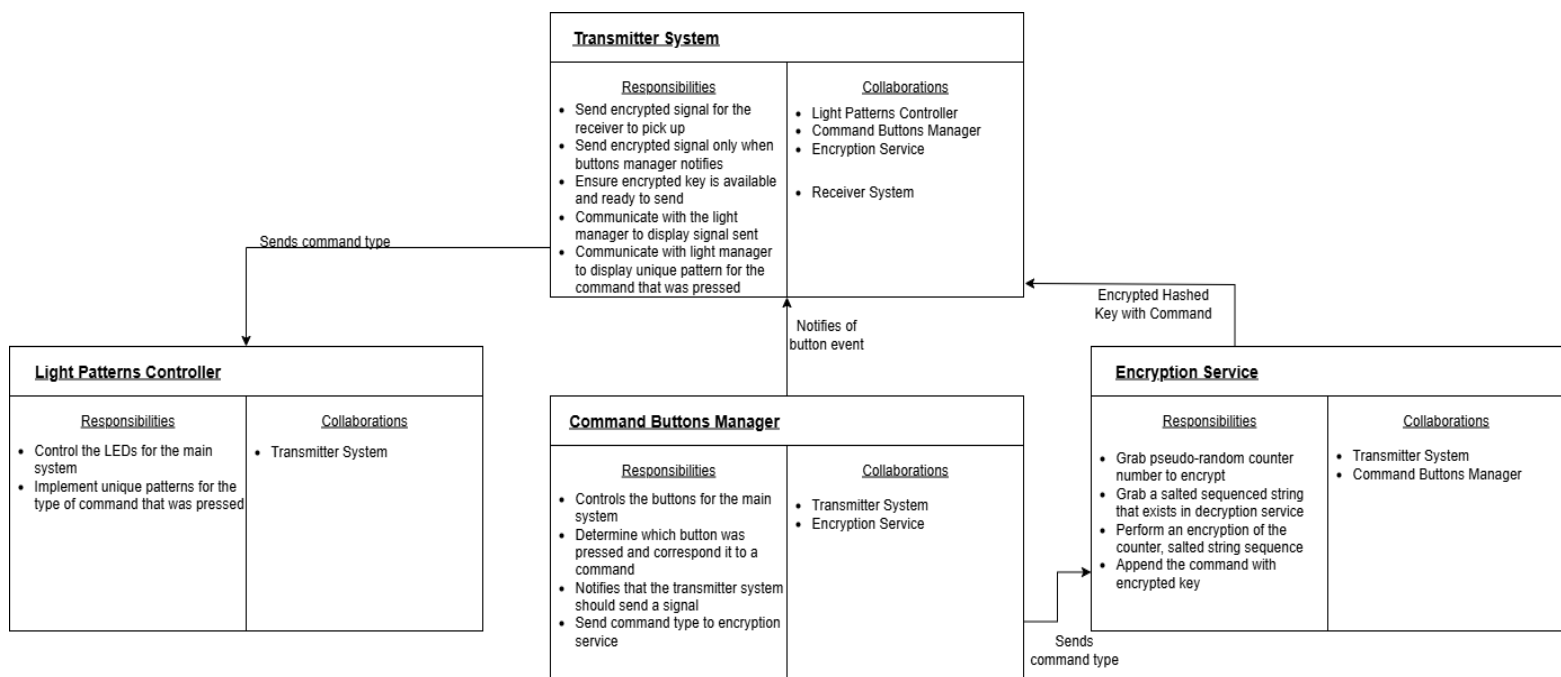 Transmitter System
Responsibilities
Send encrypted signal for the
receiver to pick up
Send encrypted signal only when
buttons manager notifies
Ensure encrypted key is available
and ready to send
Communicate with the light
manager to display signal sent
Communicate with light manager
to display unique pattern for the
command that was pressed
Collaborations
Light Patterns Controller
Command Buttons Manager
Encryption Service
Receiver System
Sends command type
Notifies of
button event
Encrypted Hashed
Key with Command
Light Patterns Controller
Responsibilities
Control the LEDs for the main
system
Implement unique patterns for the
type of command that was pressed
Collaborations
Transmitter System
Command Buttons Manager
Responsibilities
Controls the buttons for the main
system
Determine which button was
pressed and correspond it to a
command
Notifies that the transmitter system
should send a signal
Send command type to encryption
service
Collaborations
Transmitter System
Encryption Service
Sends
command type
Encryption Service
Responsibilities
Grab pseudo-random counter
number to encrypt
Grab a salted sequenced string
that exists in decryption service
Perform an encryption of the
counter, salted string sequence
Append the command with
encrypted key
Collaborations
Transmitter System
Command Buttons Manager